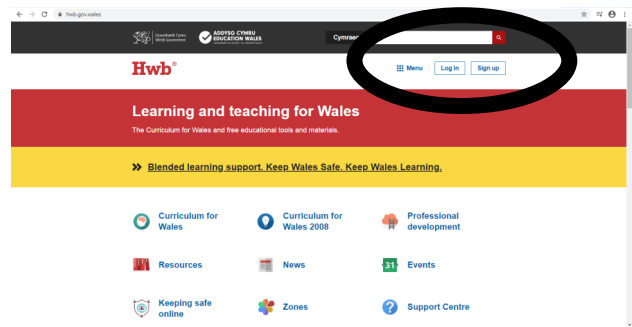 hwb.gov.wales
Llywodraeth Cymru
Welsh Government
ADDYSG CYMRU
EDUCATION WALES
Cymraeg
Hwb®
Menu
Log in
Sign up
Learning and teaching for Wales
The Curriculum for Wales and free educational tools and materials.
Blended learning support. Keep Wales Safe. Keep Wales Learning.
Curriculum for
Wales
Curriculum for
Wales 2008
Professional
development
Resources
News
31
Events
Keeping safe
online
Zones
?
Support Centre